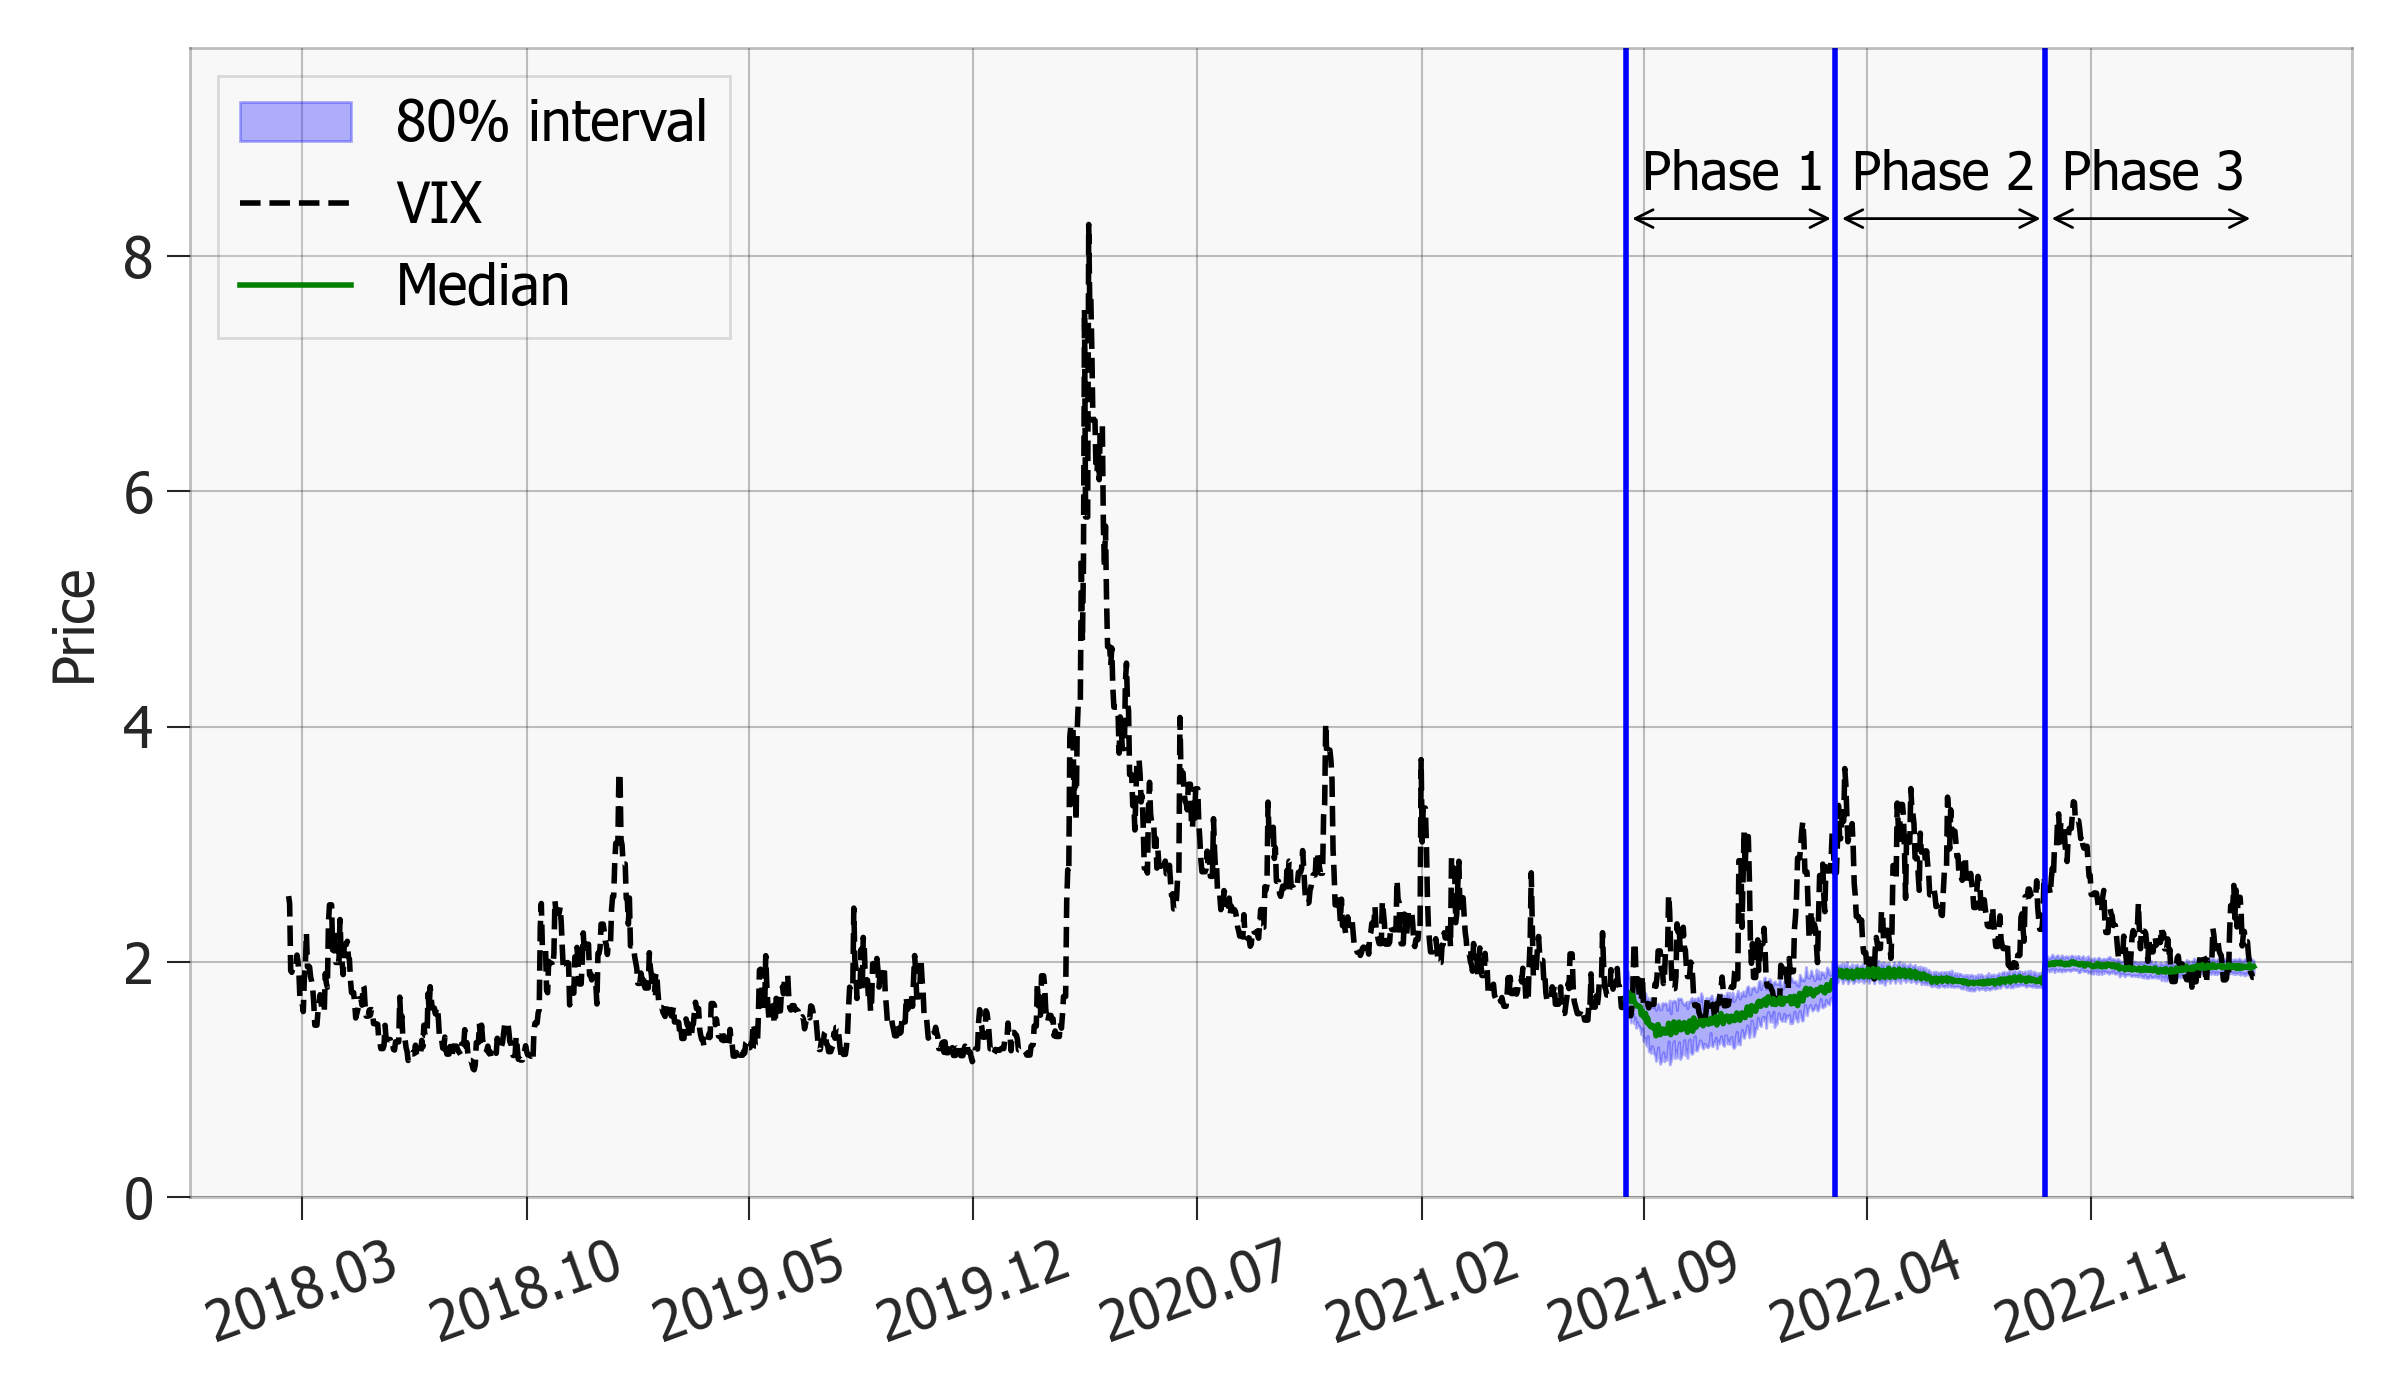 80% interval
VIX
Median
Phase 1
Phase 2
Phase 3
Price
8
6
4
2
0
2018.03
2018.10
2019.05
2019.12
2020.07
2021.02
2021.09
2022.04
2022.11